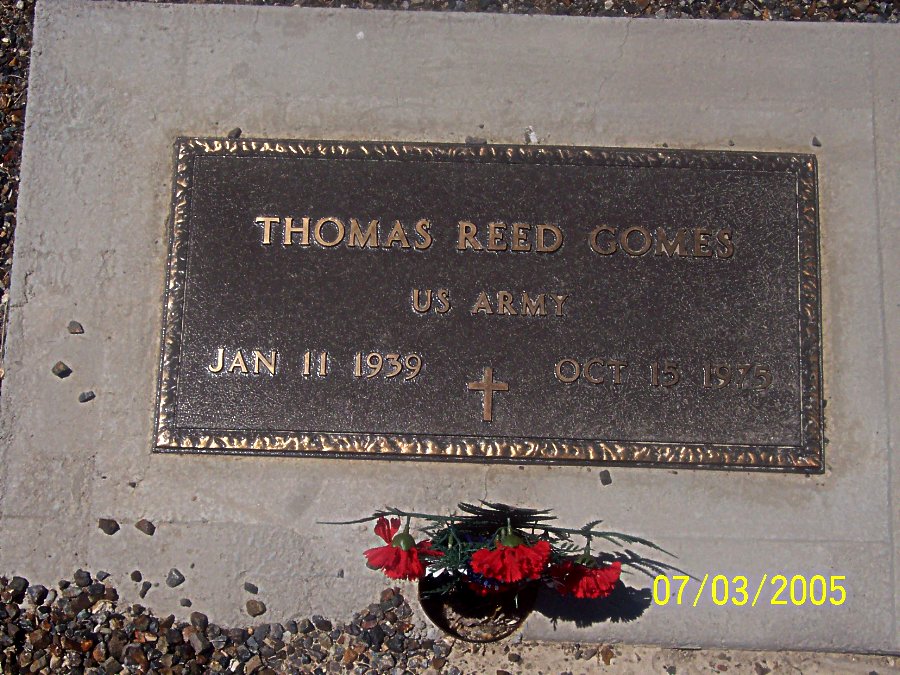 THOMAS REED GOMES
US ARMY
JAN 11 1939 OCT 15 1975
07/03/2005